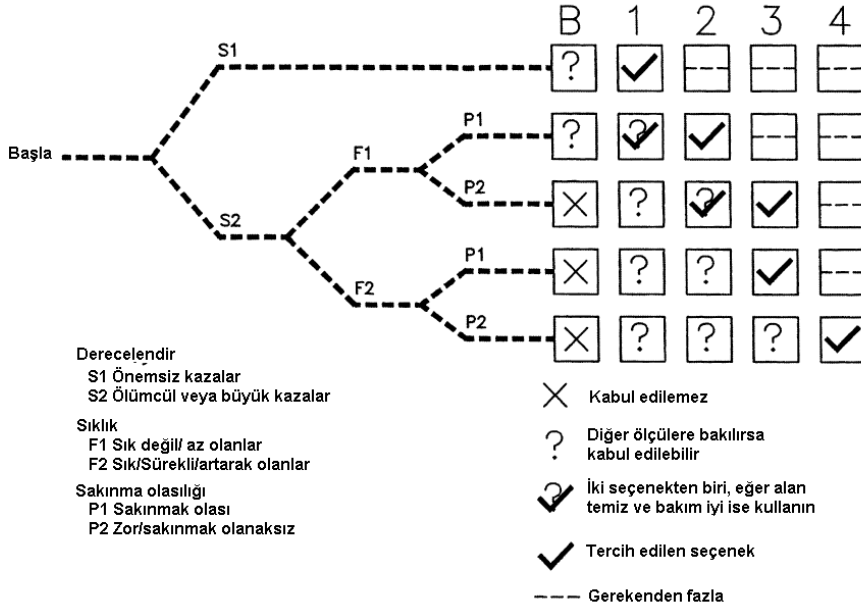 B 1 2 3 4
S1
?
?
P1
?
Başla
F1
P2
?
S2
P1
? ?
F2
P2
? ? ?
Derecelendir
S1 Önemsiz kazalar
S2 Ölümcül veya büyük kazalar
Kabul edilemez
Sıklık
F1 Sık değil/ az olanlar
F2 Sık/Sürekli/artarak olanlar
? Diğer ölçülere bakılırsa
kabul edilebilir
Sakınma olasılığı
P1 Sakınmak olası
P2 Zor/sakınmak olanaksız
? İki seçenekten biri, eğer alan
temiz ve bakım iyi ise kullanın
Tercih edilen seçenek
Gerekenden fazla